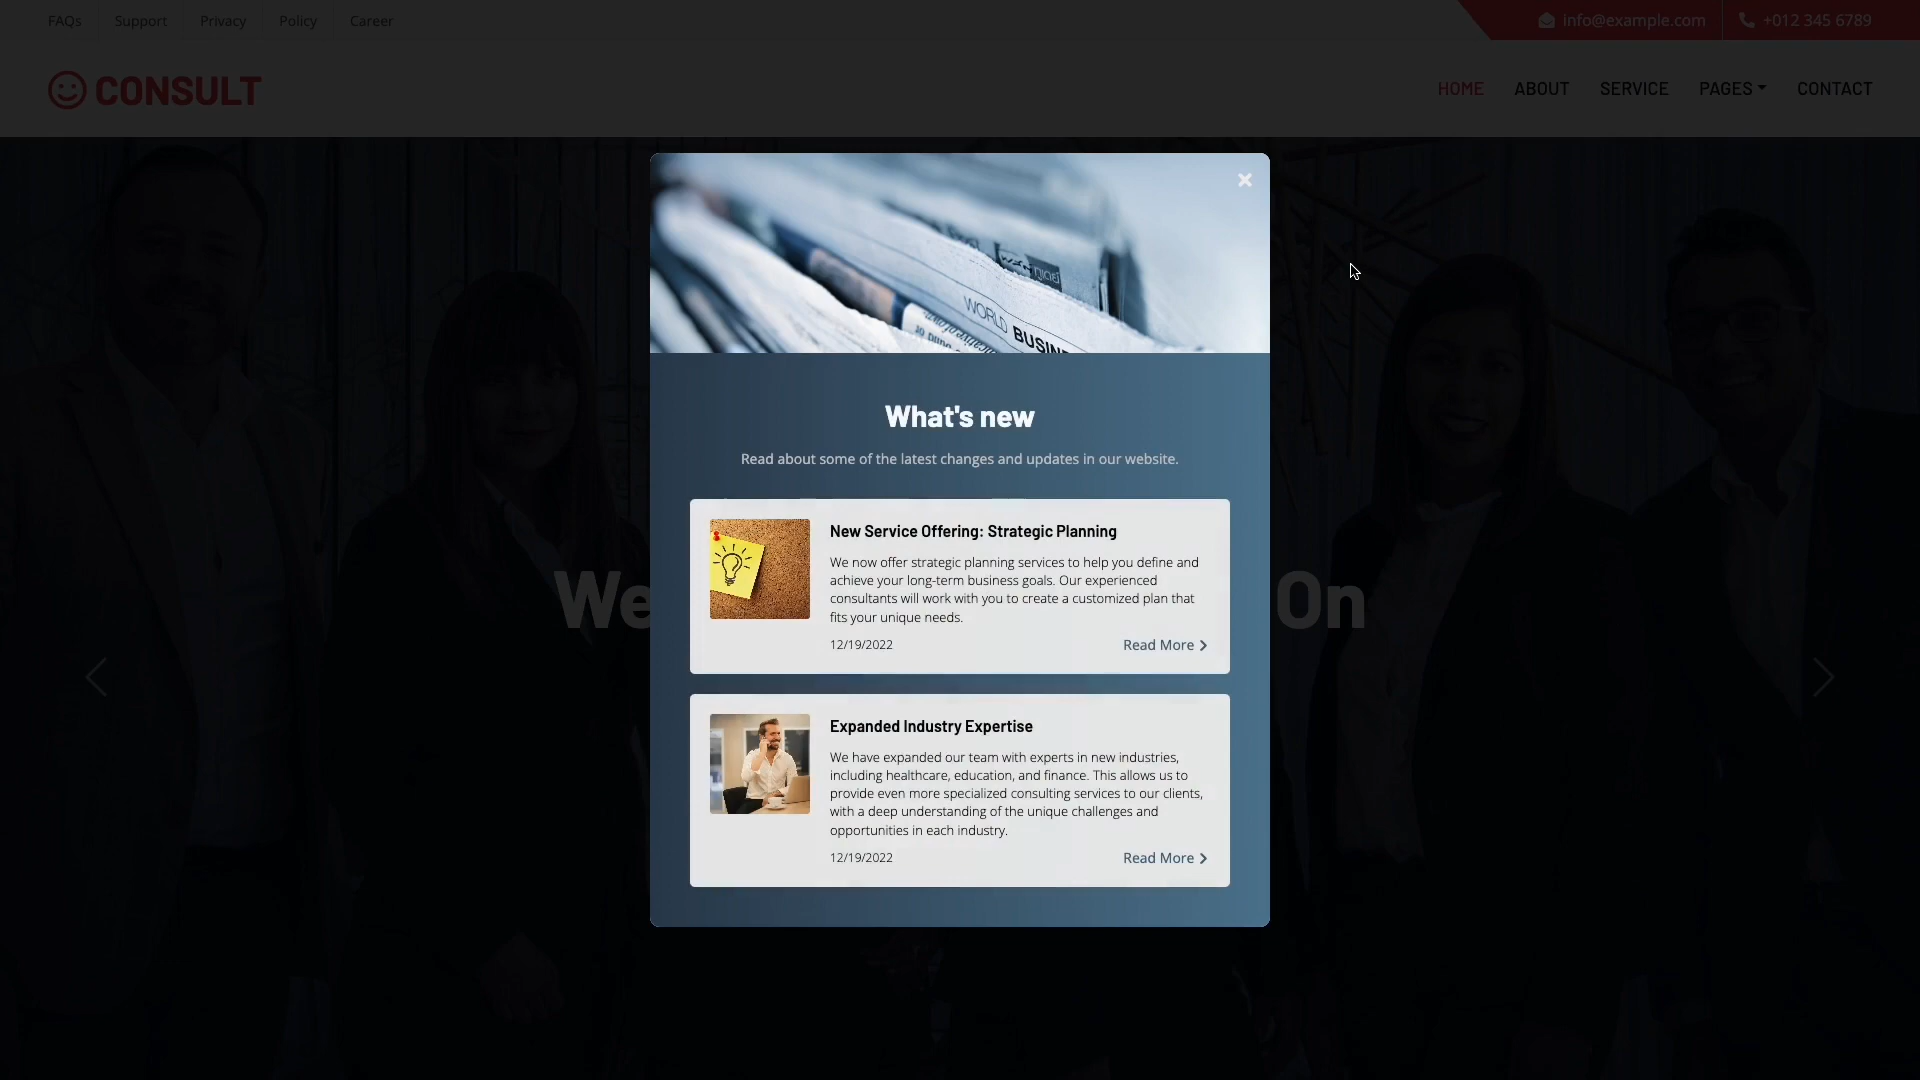 FAQs Support Privacy Policy Career
info@example.com +012 345 6789
CONSULT
HOME ABOUT SERVICE PAGES CONTACT
WORLD
BUSIN
What's new
Read about some of the latest changes and updates in our website.
New Service Offering: Strategic Planning
We now offer strategic planning services to help you define and
achieve your long-term business goals. Our experienced
consultants will work with you to create a customized plan that
fits your unique needs.
12/19/2022 Read More
We On
Expanded Industry Expertise
We have expanded our team with experts in new industries,
including healthcare, education, and finance. This allows us to
provide even more specialized consulting services to our clients,
with a deep understanding of the unique challenges and
opportunities in each industry.
12/19/2022 Read More